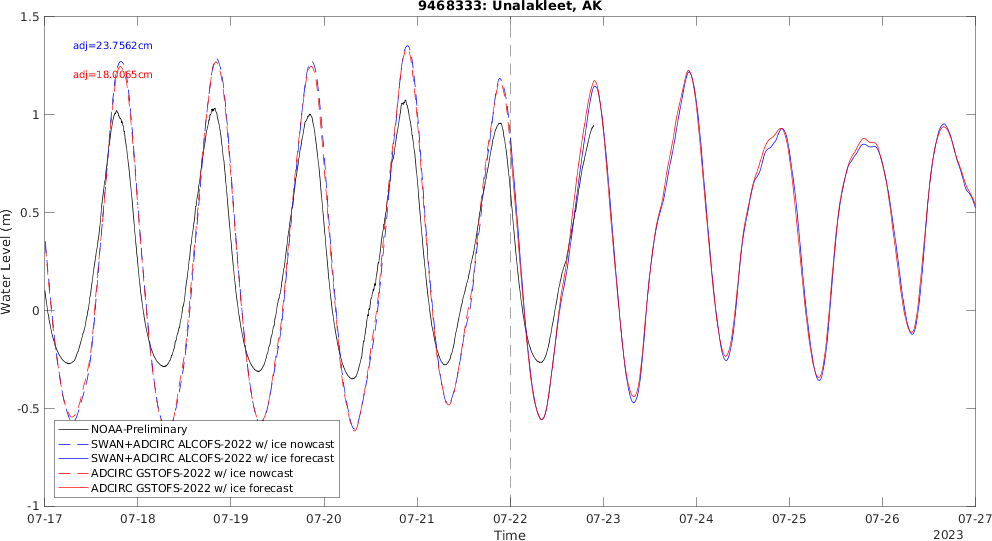 9468333: Unalakleet, AK
1.5
adj=23.7562cm
adj=18.0065cm
1
0.5
Water Level (m)
0
-0.5
NOAA-Preliminary
SWAN+ADCIRC ALCOFS-2022 w/ ice nowcast
SWAN+ADCIRC ALCOFS-2022 w/ ice forecast
ADCIRC GSTOFS-2022 w/ ice nowcast
ADCIRC GSTOFS-2022 w/ ice forecast
-1
07-17 07-18 07-19 07-20 07-21 07-22 07-23 07-24 07-25 07-26 07-27
Time
2023